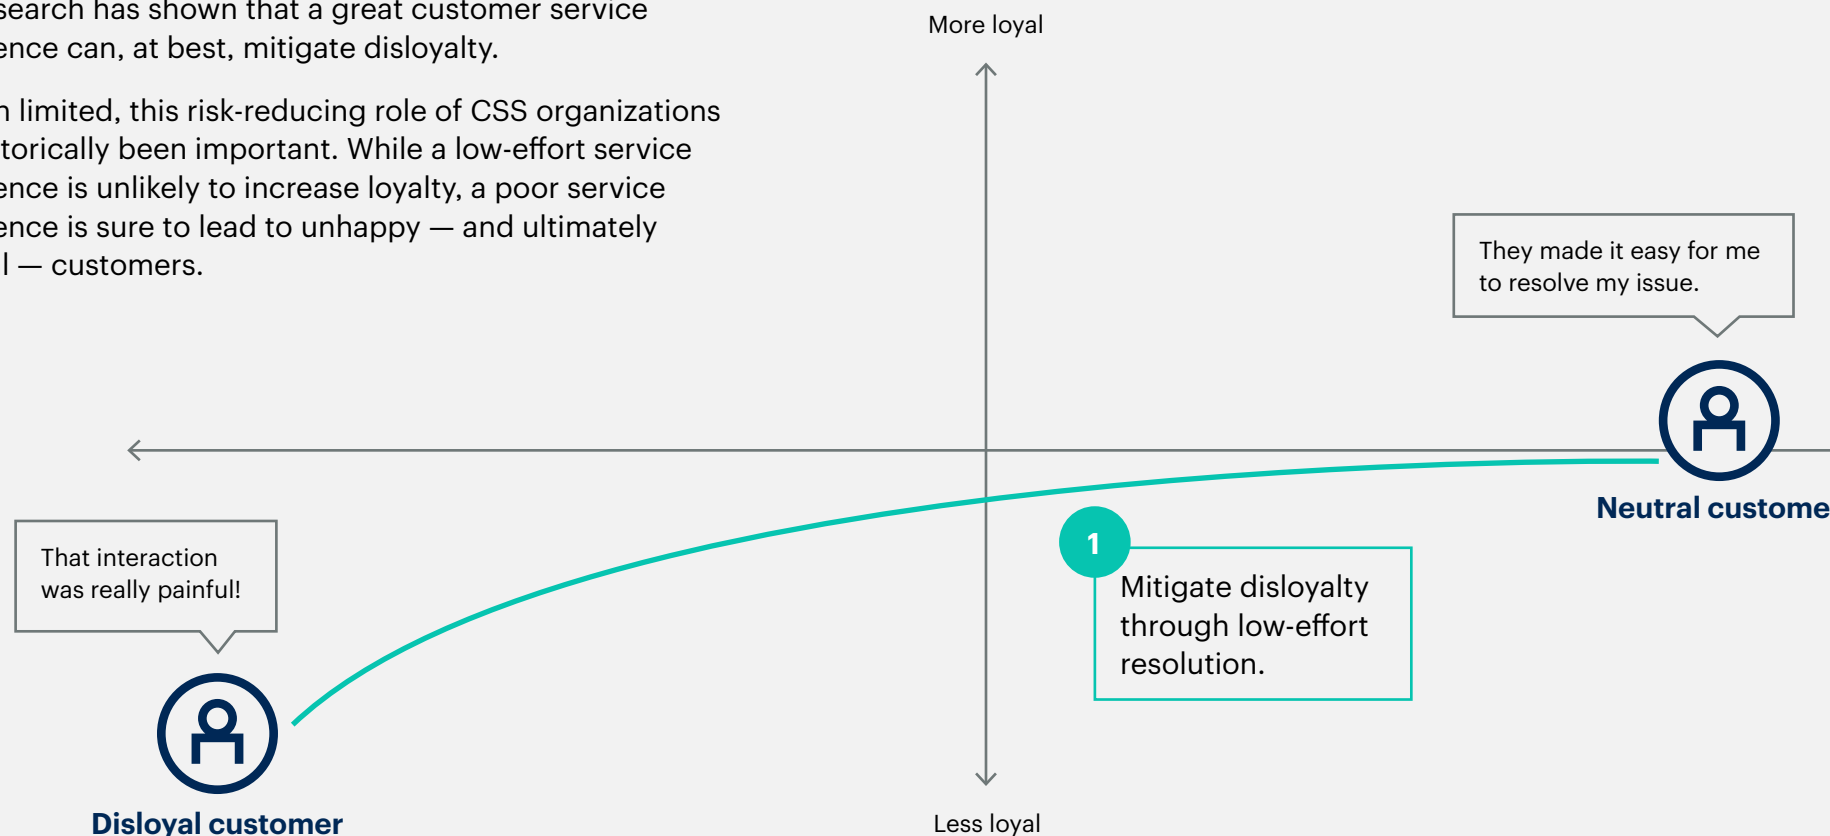 search has shown that a great customer service
ence can, at best, mitigate disloyalty.
n limited, this risk-reducing role of CSS organizations
torically been important. While a low-effort service
ence is unlikely to increase loyalty, a poor service
ence is sure to lead to unhappy — and ultimately
l — customers.
More loyal
They made it easy for me
to resolve my issue.
Neutral custome
That interaction
was really painful!
1
Mitigate disloyalty
through low-effort
resolution.
Disloyal customer
Less loyal